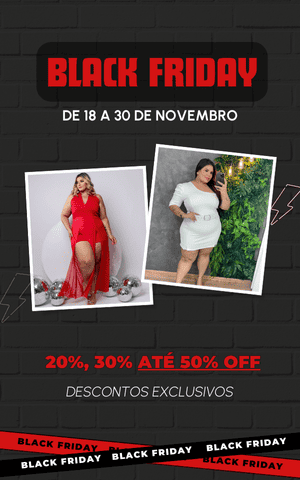 BLACK FRIDAY
DE 18 A 30 DE NOVEMBRO
20%, 30% ATÉ 50% OFF
DESCONTOS EXCLUSIVOS
BLACK FRIDAY
BLACK FRIDAY BLACK FRIDAY BLACK FRIDAY
BLACK FRIDAY